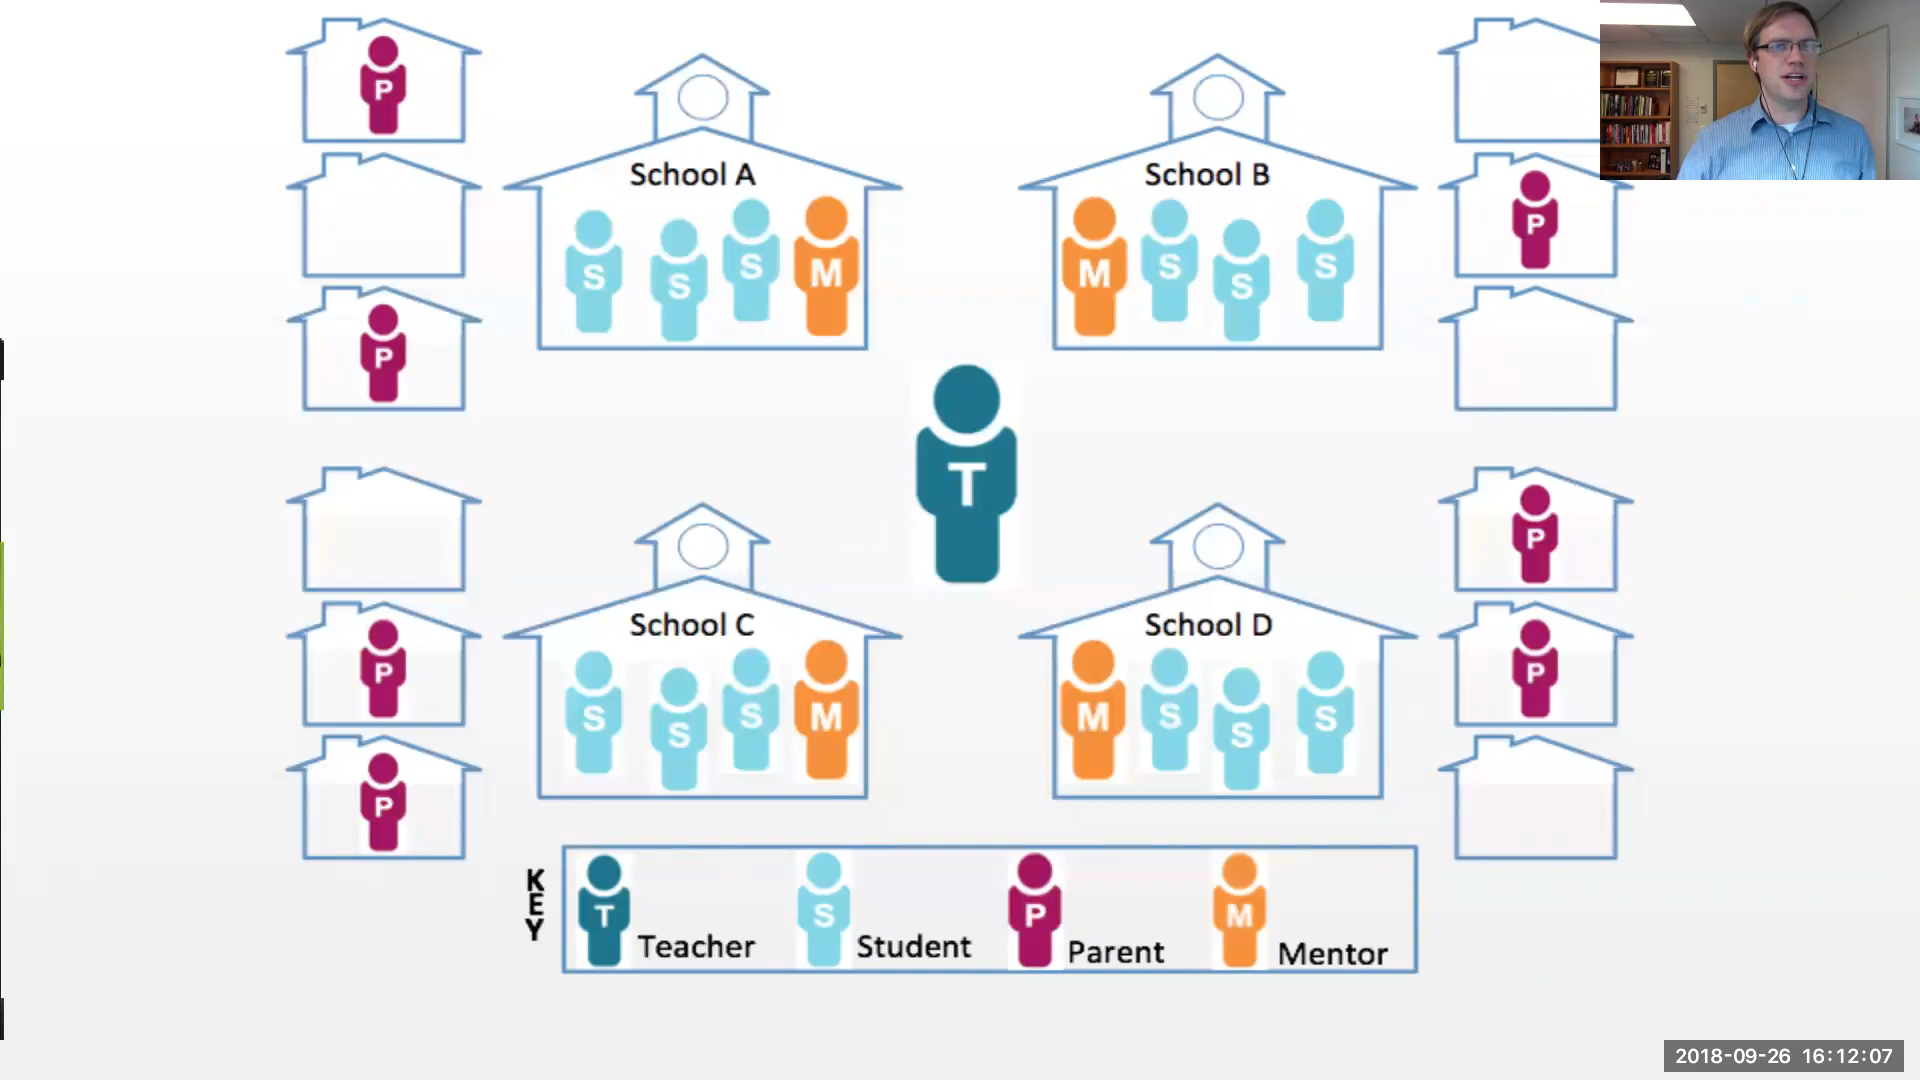 P
School A
School B
P
S S S M
M S S S
P
T
P
School C
School D
P
P
S S S M
M S S S
P
KEY
T Teacher S Student P Parent M Mentor
2018-09-26 16:12:07